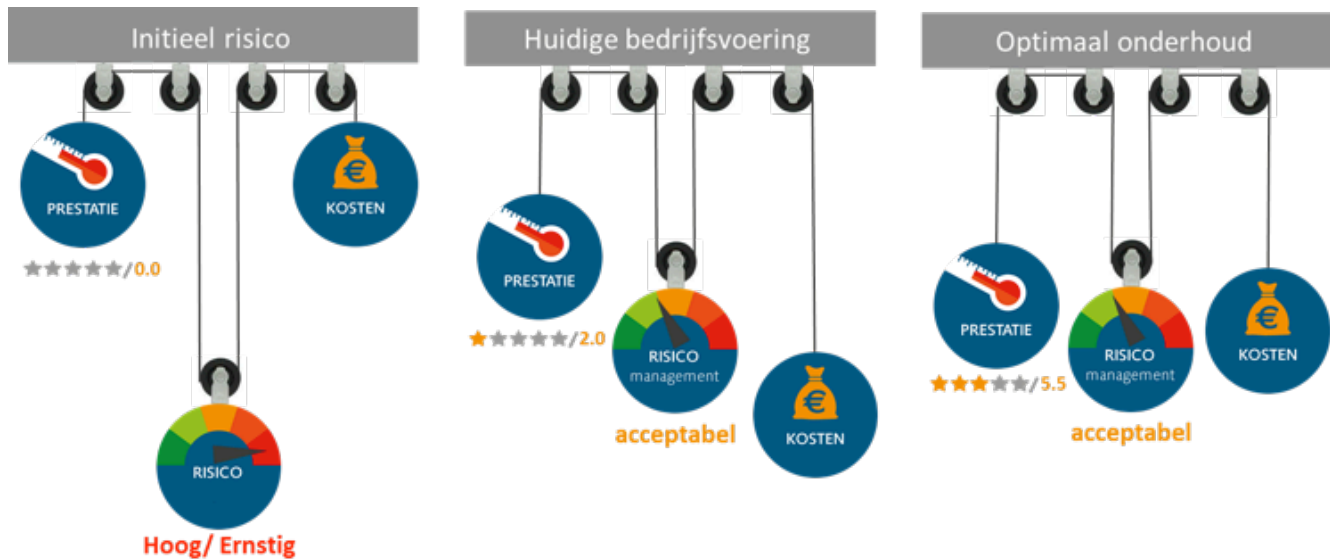 Initieel risico
PRESTATIE
/0.0
€
KOSTEN
RISICO
Hoog/ Ernstig
Huidige bedrijfsvoering
PRESTATIE
/2.0
RISICO
management
acceptabel
€
KOSTEN
Optimaal onderhoud
PRESTATIE
/5.5
RISICO
management
acceptabel
€
KOSTEN